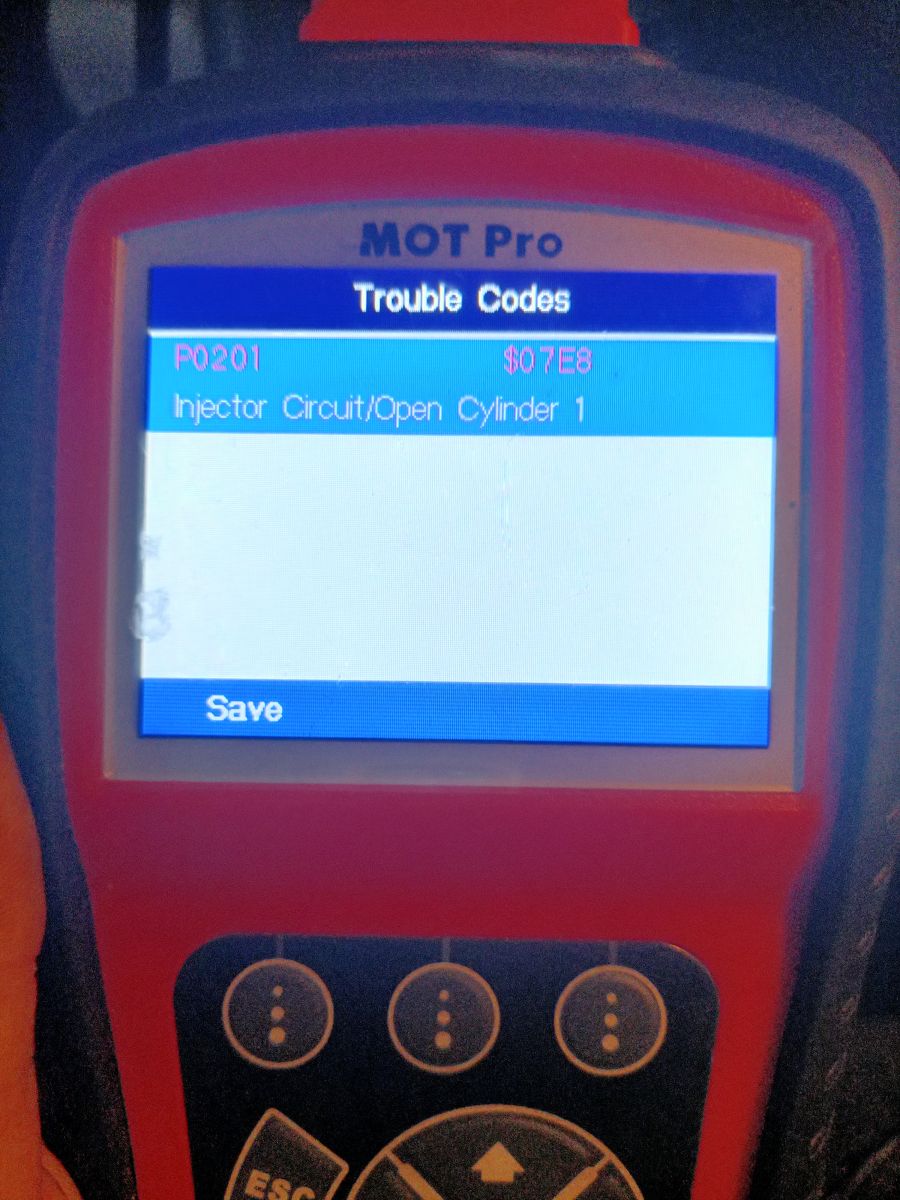 MOT Pro
Trouble Codes
P0201 $07E8
Injector Circuit/Open Cylinder 1
Save
ESC